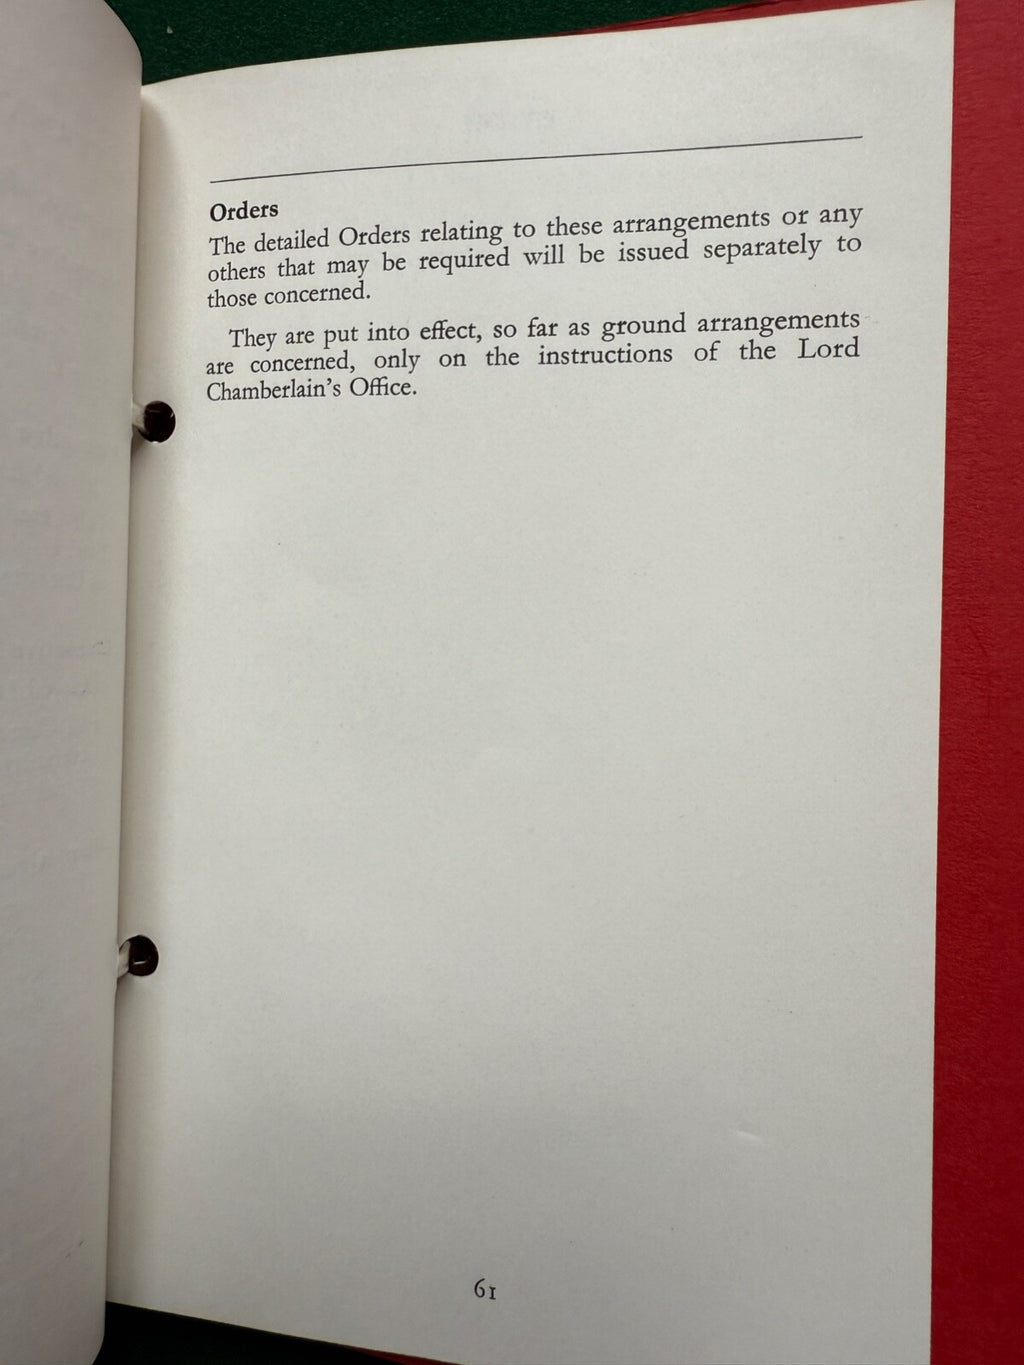 Orders
The detailed Orders relating to these arrangements or any
others that may be required will be issued separately to
those concerned.
They are put into effect, so far as ground arrangements
are concerned, only on the instructions of the Lord
Chamberlain's Office.
61